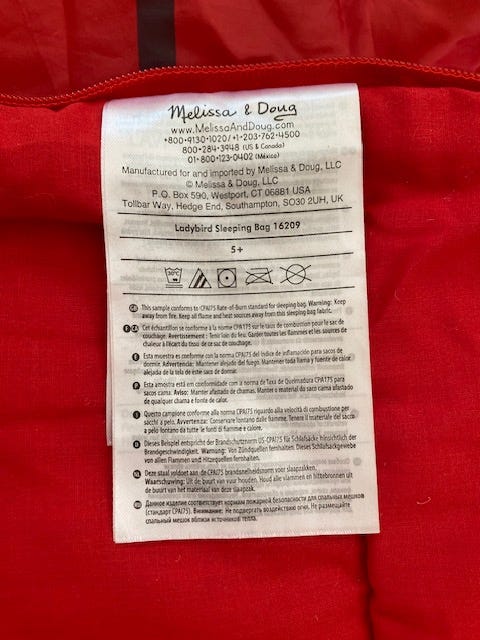 Melissa & Doug
www.MelissaAndDoug.com
+800•9130•1020/+1•203•762•4500
800•284•3948 (US & Canada)
01•800•123•0402 (México)
Manufactured for and imported by Melissa & Doug, LLC
© Melissa & Doug, LLC
P.O. Box 590, Westport, CT 06881 USA
Tollbar Way, Hedge End, Southampton, SO30 2UH, UK
Ladybird Sleeping Bag 16209
5+
30°C
GB This sample conforms to CPAI75 Rate-of-Burn standard for sleeping bag. Warning: Keep
away from fire. Keep all flame and heat sources away from this sleeping bag fabric.
F CA Cet échantillon se conforme à la norme CPA175 sur le taux de combustion pour le sac de
couchage. Avertissement : Tenir loin du feu. Garder toutes les flammes et les sources de
chaleur à l'écart du tissu de ce sac de couchage.
E Esta muestra es conforme con la norma CPAI75 del índice de inflamación para sacos de
dormir. Advertencia: Mantener alejado del fuego. Mantener toda llama y fuente de calor
alejado de la tela de este sacos de dormir.
P Esta amostra está em conformidade com a norma de Taxa de Queimadura CPA175 para
sacos cama. Aviso: Manter afastado de chamas. Manter o material do saco cama afastado
de qualquer chama e fonte de calor.
I Questo campione conforme alla norma CPAI75 riguardo alla velocità di combustione per
sacchi a pelo. Avvertenza: Conservare lontano dalle fiamme. Tenere il materiale del sacco
a pelo lontano da tutte le fonti di fiamme e calore.
D Dieses Beispiel entspricht der Brandschutznorm US-CPAI75 für Schlafsäcke hinsichtlich der
Brandgeschwindigkeit. Warnung: Von Zündquellen fernhalten. Dieses Schlafsackgewebe
von allen Flammen und Hitzequellen fernhalten.
NL Deze staal voldoet aan de CPAI75 brandsnelheidsnorm voor slaapzakken.
Waarschuwing: Uit de buurt van vuur houden. Houd alle vlammen en hittebronnen uit
de buurt van het materiaal van deze slaapzak.
RU Данное изделие соответствует нормам пожарной безопасности для спальных мешков
(стандарт CPAI75). Внимание: Не подвергать воздействию огня. Не размещайте
спальный мешок вблизи источников тепла.